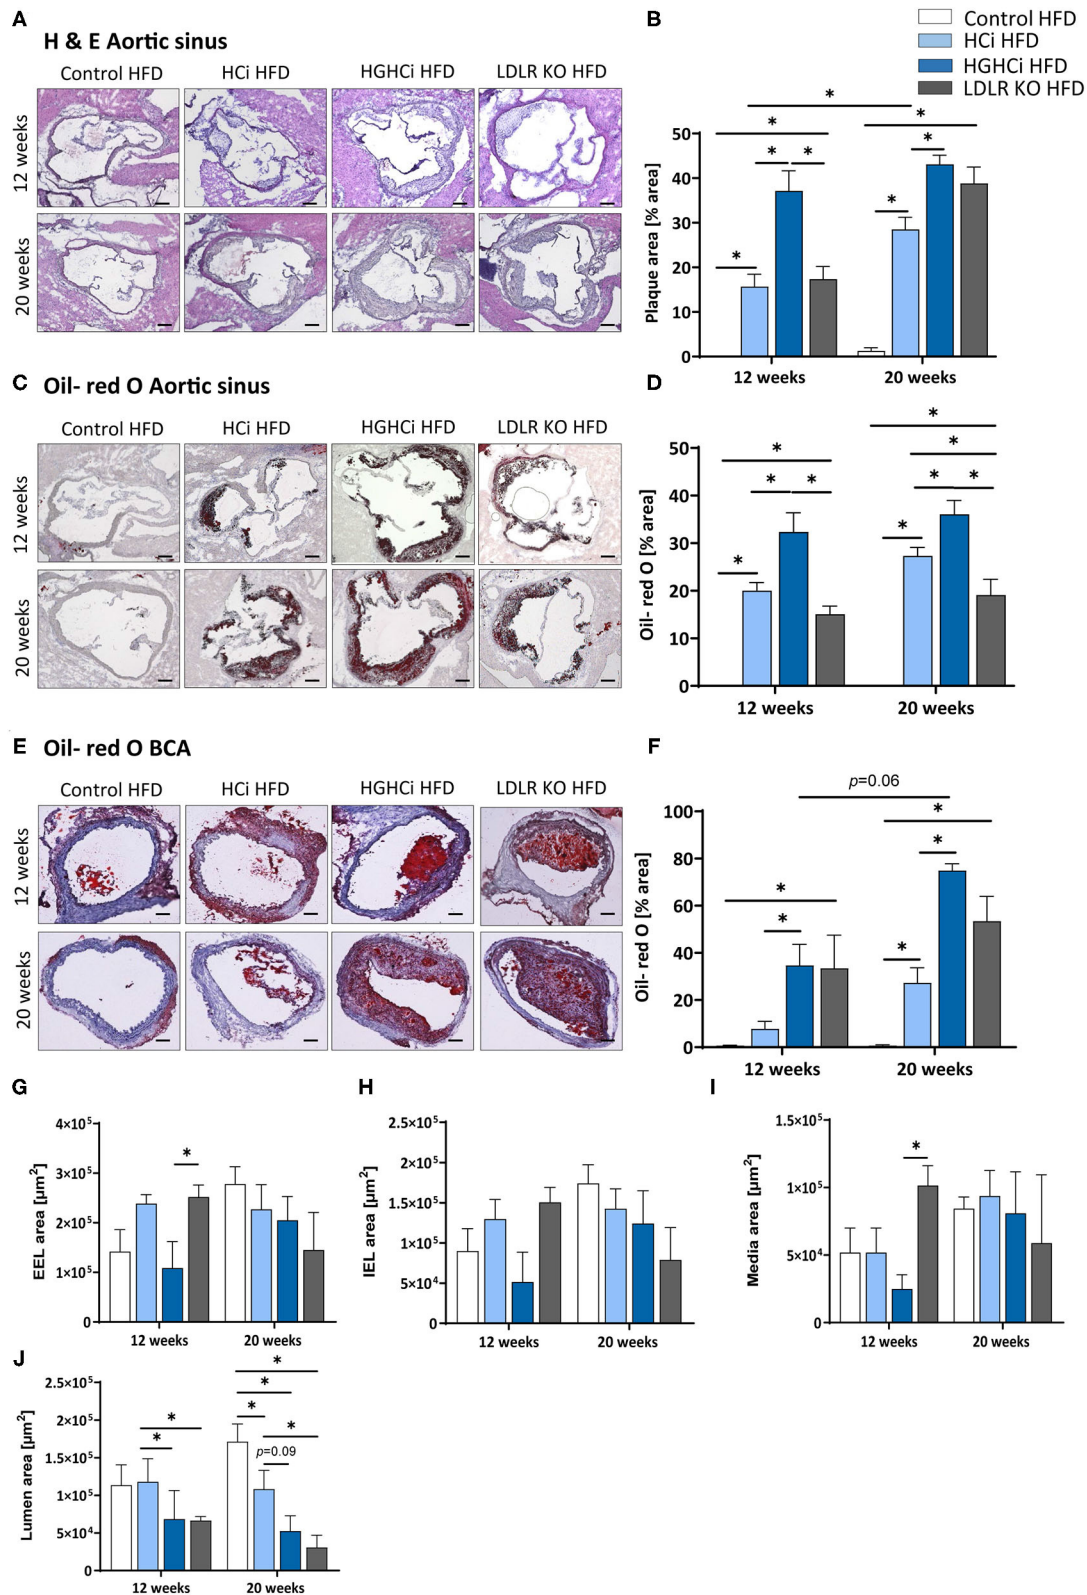 A
H & E Aortic sinus
Control HFD HCi HFD HGHCi HFD LDLR KO HFD
12 weeks
20 weeks
B
Control HFD
HCi HFD
HGHCi HFD
LDLR KO HFD
Plaque area [% area]
50
40
30
20
10
0
* * * * * * * *
12 weeks 20 weeks
C
Oil- red O Aortic sinus
Control HFD HCi HFD HGHCi HFD LDLR KO HFD
12 weeks
20 weeks
D
Oil- red O [% area]
50
40
30
20
10
0
* * * * * * * * *
12 weeks 20 weeks
E
Oil- red O BCA
Control HFD HCi HFD HGHCi HFD LDLR KO HFD
12 weeks
20 weeks
F
Oil- red O [% area]
100
80
60
40
20
0
p=0.06
* * * * *
12 weeks 20 weeks
G
EEL area [µm²]
4×10⁵
3×10⁵
2×10⁵
1×10⁵
0
*
12 weeks 20 weeks
H
IEL area [µm²]
2.5×10⁵
2×10⁵
1.5×10⁵
1×10⁵
5×10⁴
0
12 weeks 20 weeks
I
Media area [µm²]
1.5×10⁵
1×10⁵
5×10⁴
0
*
12 weeks 20 weeks
J
Lumen area [µm²]
2.5×10⁵
2×10⁵
1.5×10⁵
1×10⁵
5×10⁴
0
* * * * * *
p=0.09
12 weeks 20 weeks